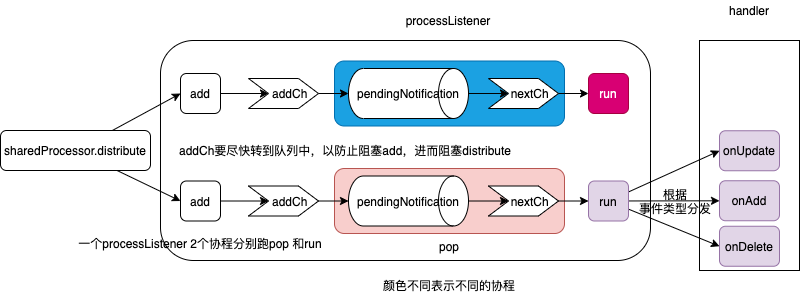 processListener
handler
add
addCh
pendingNotification
nextCh
run
sharedProcessor.distribute
addCh要尽快转到队列中，以防止阻塞add，进而阻塞distribute
onUpdate
add
addCh
pendingNotification
nextCh
run
根据
事件类型分发
onAdd
onDelete
一个processListener 2个协程分别跑pop 和run
pop
颜色不同表示不同的协程